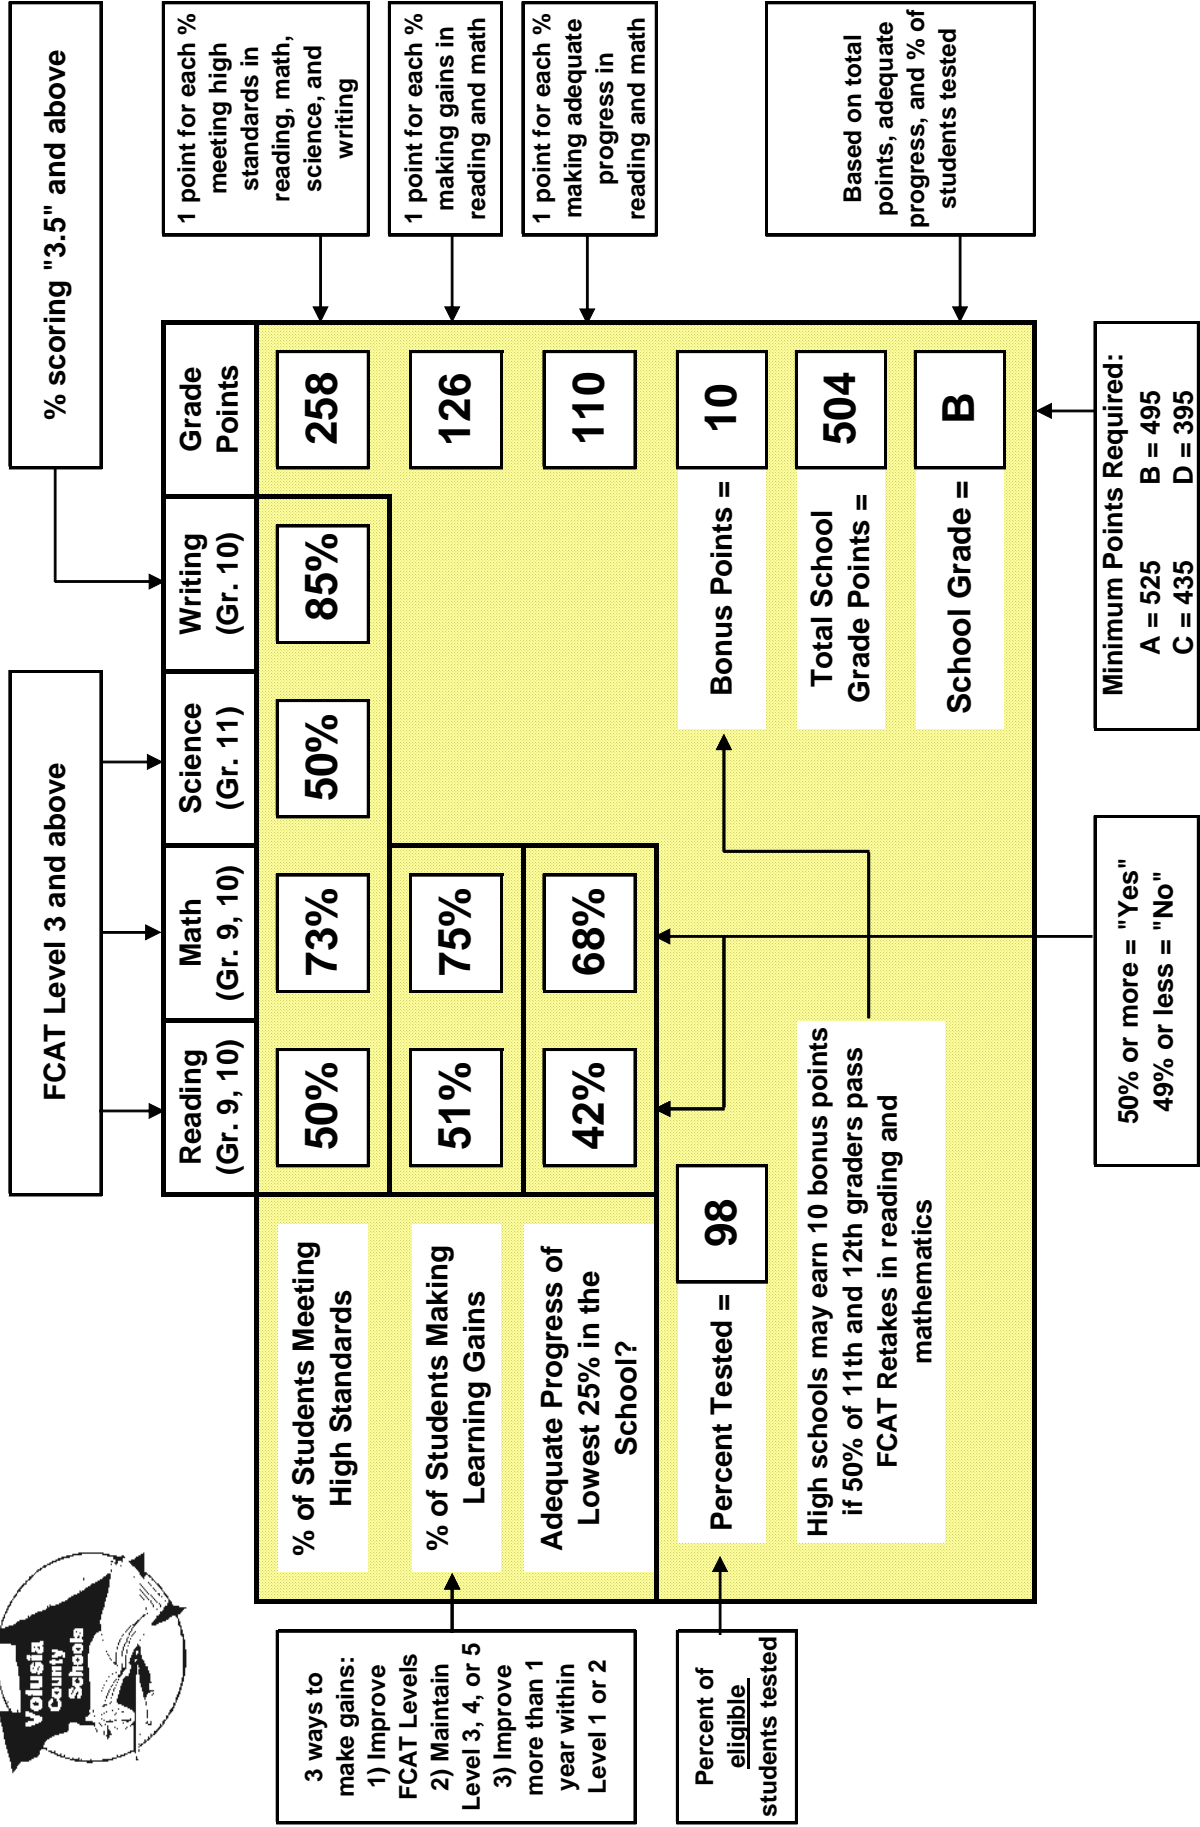 Volusia
County
Schools
FCAT Level 3 and above
% scoring "3.5" and above
Reading
(Gr. 9, 10)
Math
(Gr. 9, 10)
Science
(Gr. 11)
Writing
(Gr. 10)
Grade
Points
3 ways to
make gains:
1) Improve
FCAT Levels
2) Maintain
Level 3, 4, or 5
3) Improve
more than 1
year within
Level 1 or 2
% of Students Meeting
High Standards
50%
73%
50%
85%
258
1 point for each %
meeting high
standards in
reading, math,
science, and
writing
% of Students Making
Learning Gains
51%
75%
126
1 point for each %
making gains in
reading and math
Adequate Progress of
Lowest 25% in the
School?
42%
68%
110
1 point for each %
making adequate
progress in
reading and math
Percent of
eligible
students tested
Percent Tested =
98
Bonus Points =
10
High schools may earn 10 bonus points
if 50% of 11th and 12th graders pass
FCAT Retakes in reading and
mathematics
Total School
Grade Points =
504
School Grade =
B
Based on total
points, adequate
progress, and % of
students tested
50% or more = "Yes"
49% or less = "No"
Minimum Points Required:
A = 525 B = 495
C = 435 D = 395